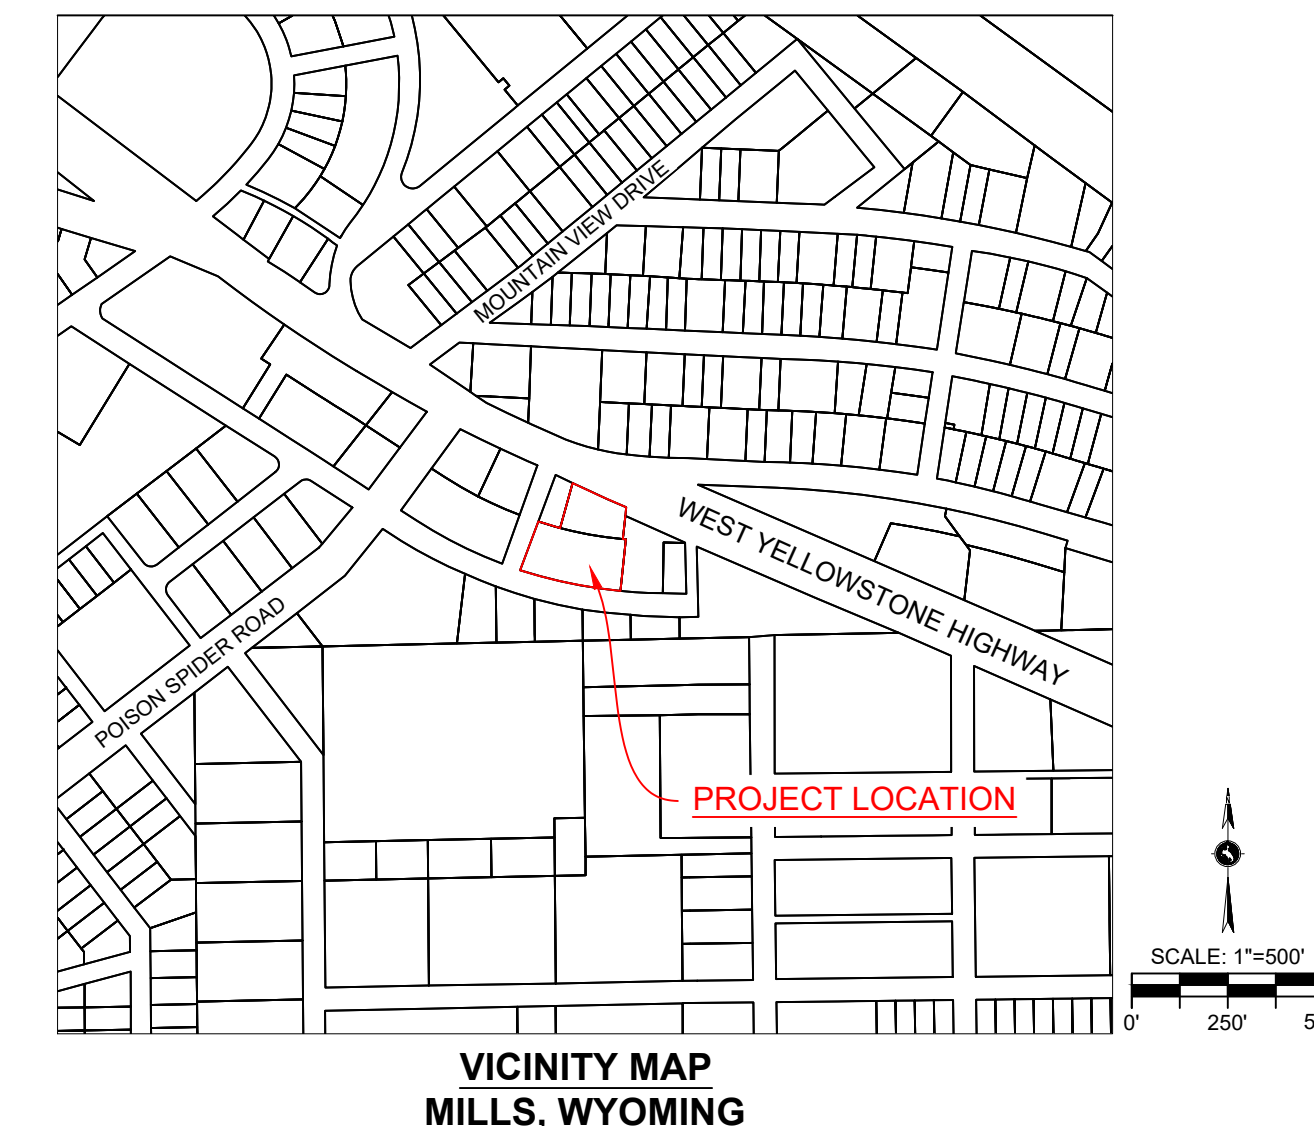 MOUNTAIN VIEW DRIVE
WEST YELLOWSTONE HIGHWAY
POISON SPIDER ROAD
PROJECT LOCATION
SCALE: 1"=500'
0' 250' 5
VICINITY MAP
MILLS, WYOMING